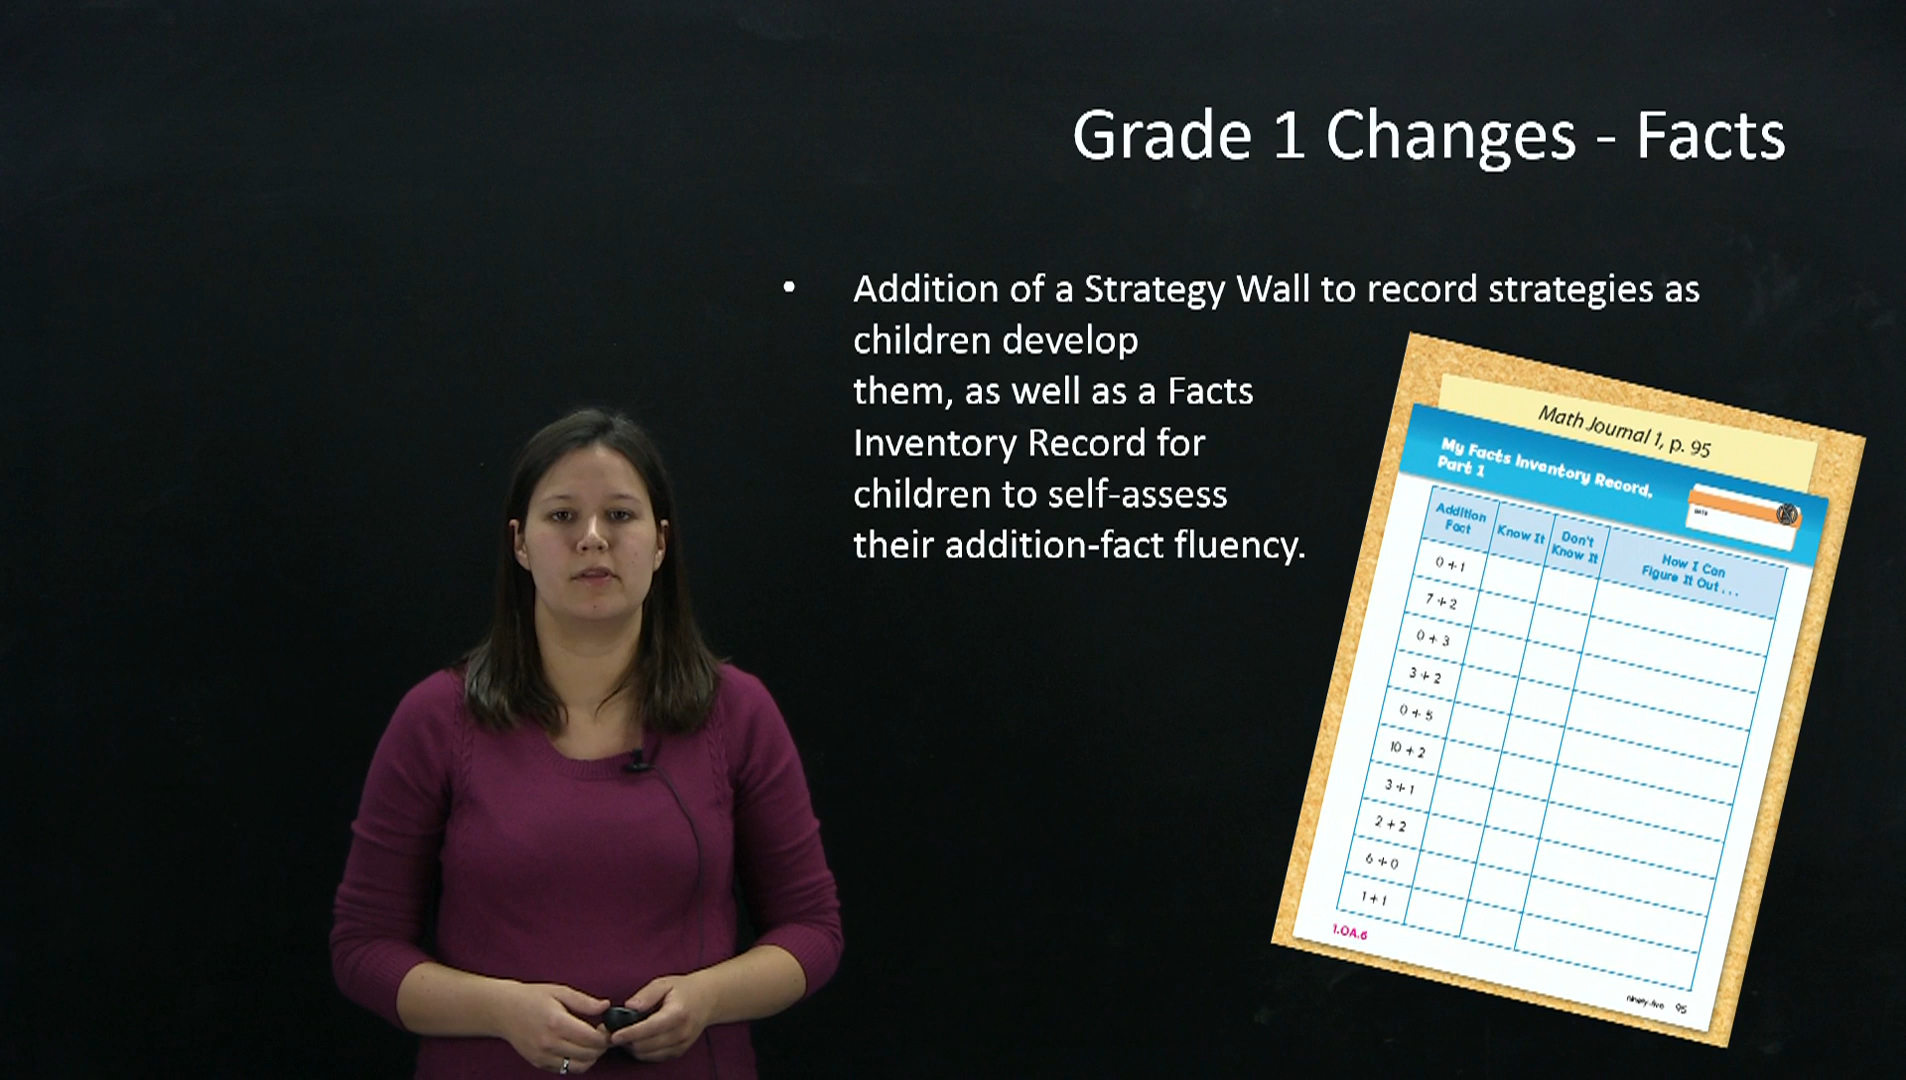 Grade 1 Changes - Facts
• Addition of a Strategy Wall to record strategies as
children develop
them, as well as a Facts
Inventory Record for
children to self-assess
their addition-fact fluency.
Math Journal 1, p. 95
My Facts Inventory Record,
Part 1
DATE
Addition
Fact
Know It
Don't
Know It
How I Can
Figure It Out . . .
0 + 1
7 + 2
0 + 3
3 + 2
0 + 5
10 + 2
3 + 1
2 + 2
6 + 0
1 + 1
1.OA.6
ninety-five 95